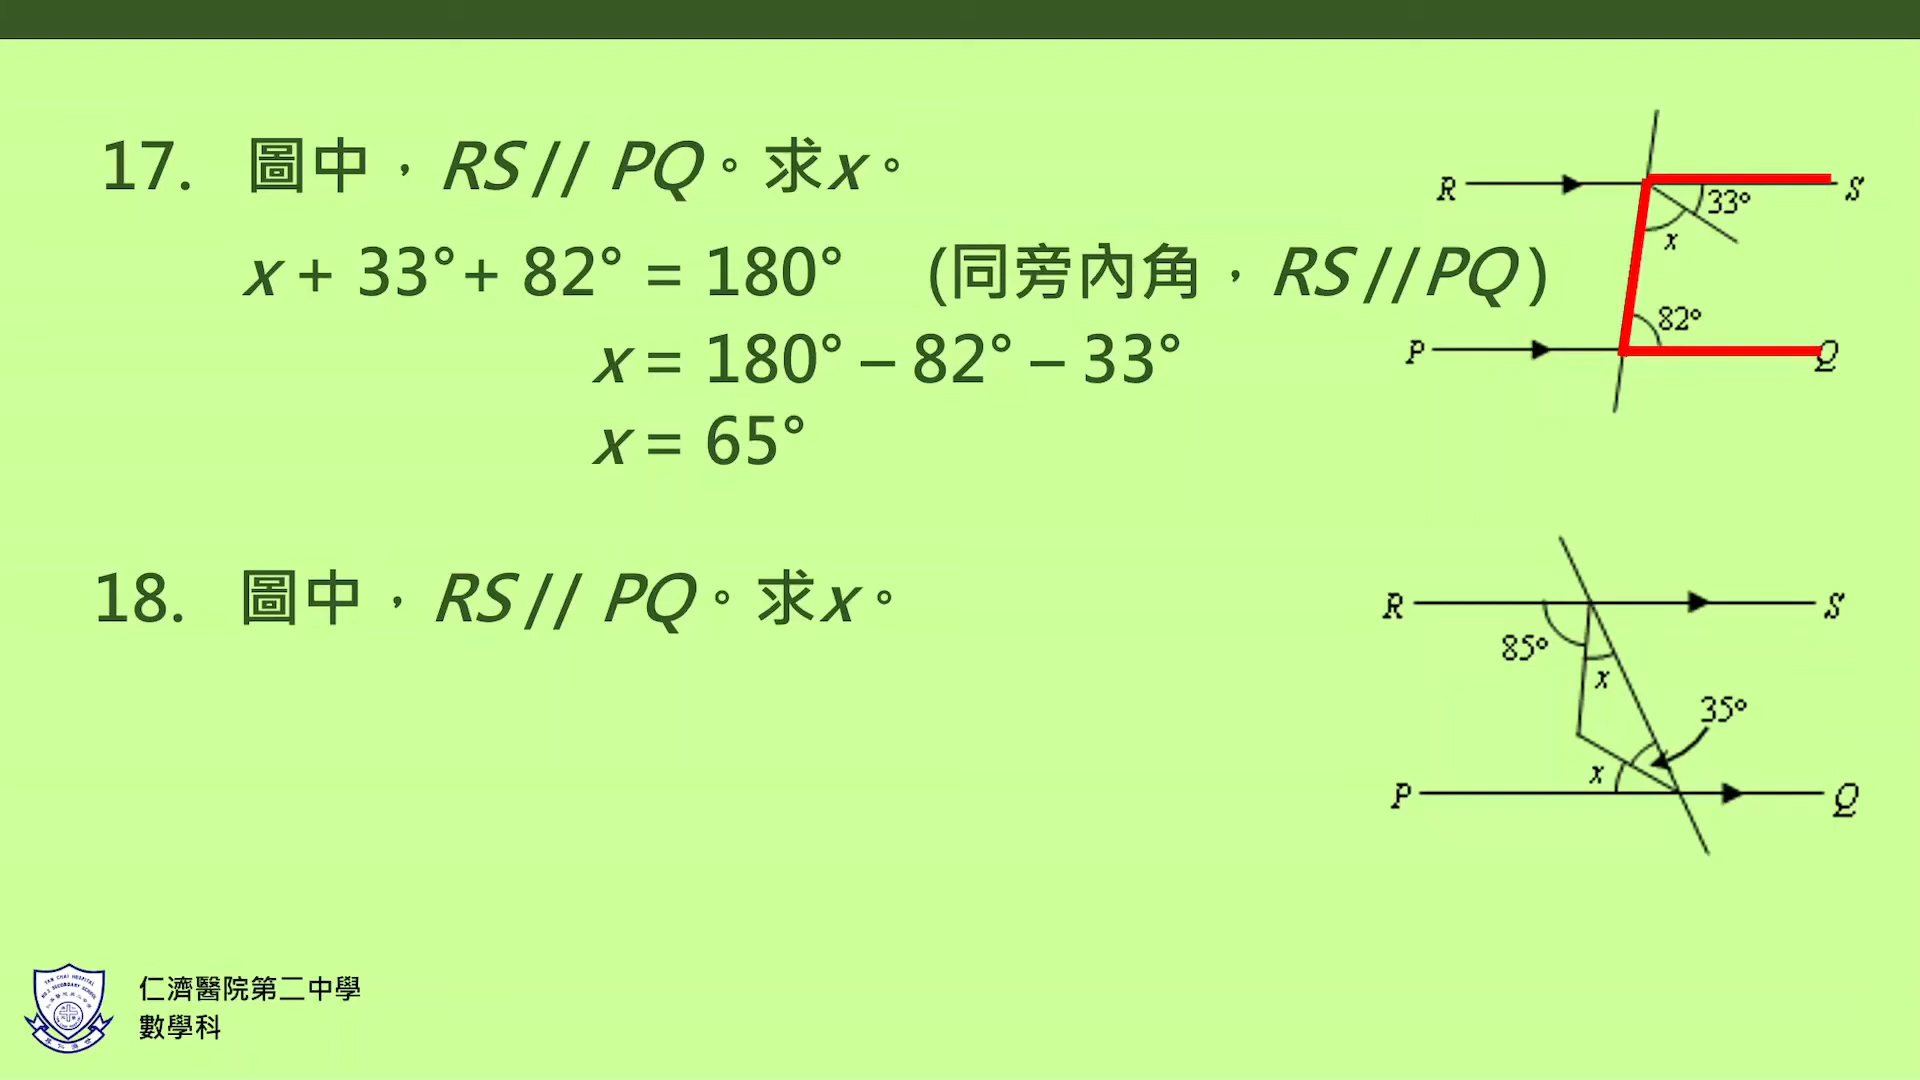 17. 圖中，RS // PQ。求x。
x + 33°+ 82° = 180° (同旁內角，RS //PQ )
x = 180° – 82° – 33°
x = 65°
R
S
33°
x
82°
P
Q
18. 圖中，RS // PQ。求x。
R
S
85°
x
35°
x
P
Q
仁濟醫院第二中學
數學科